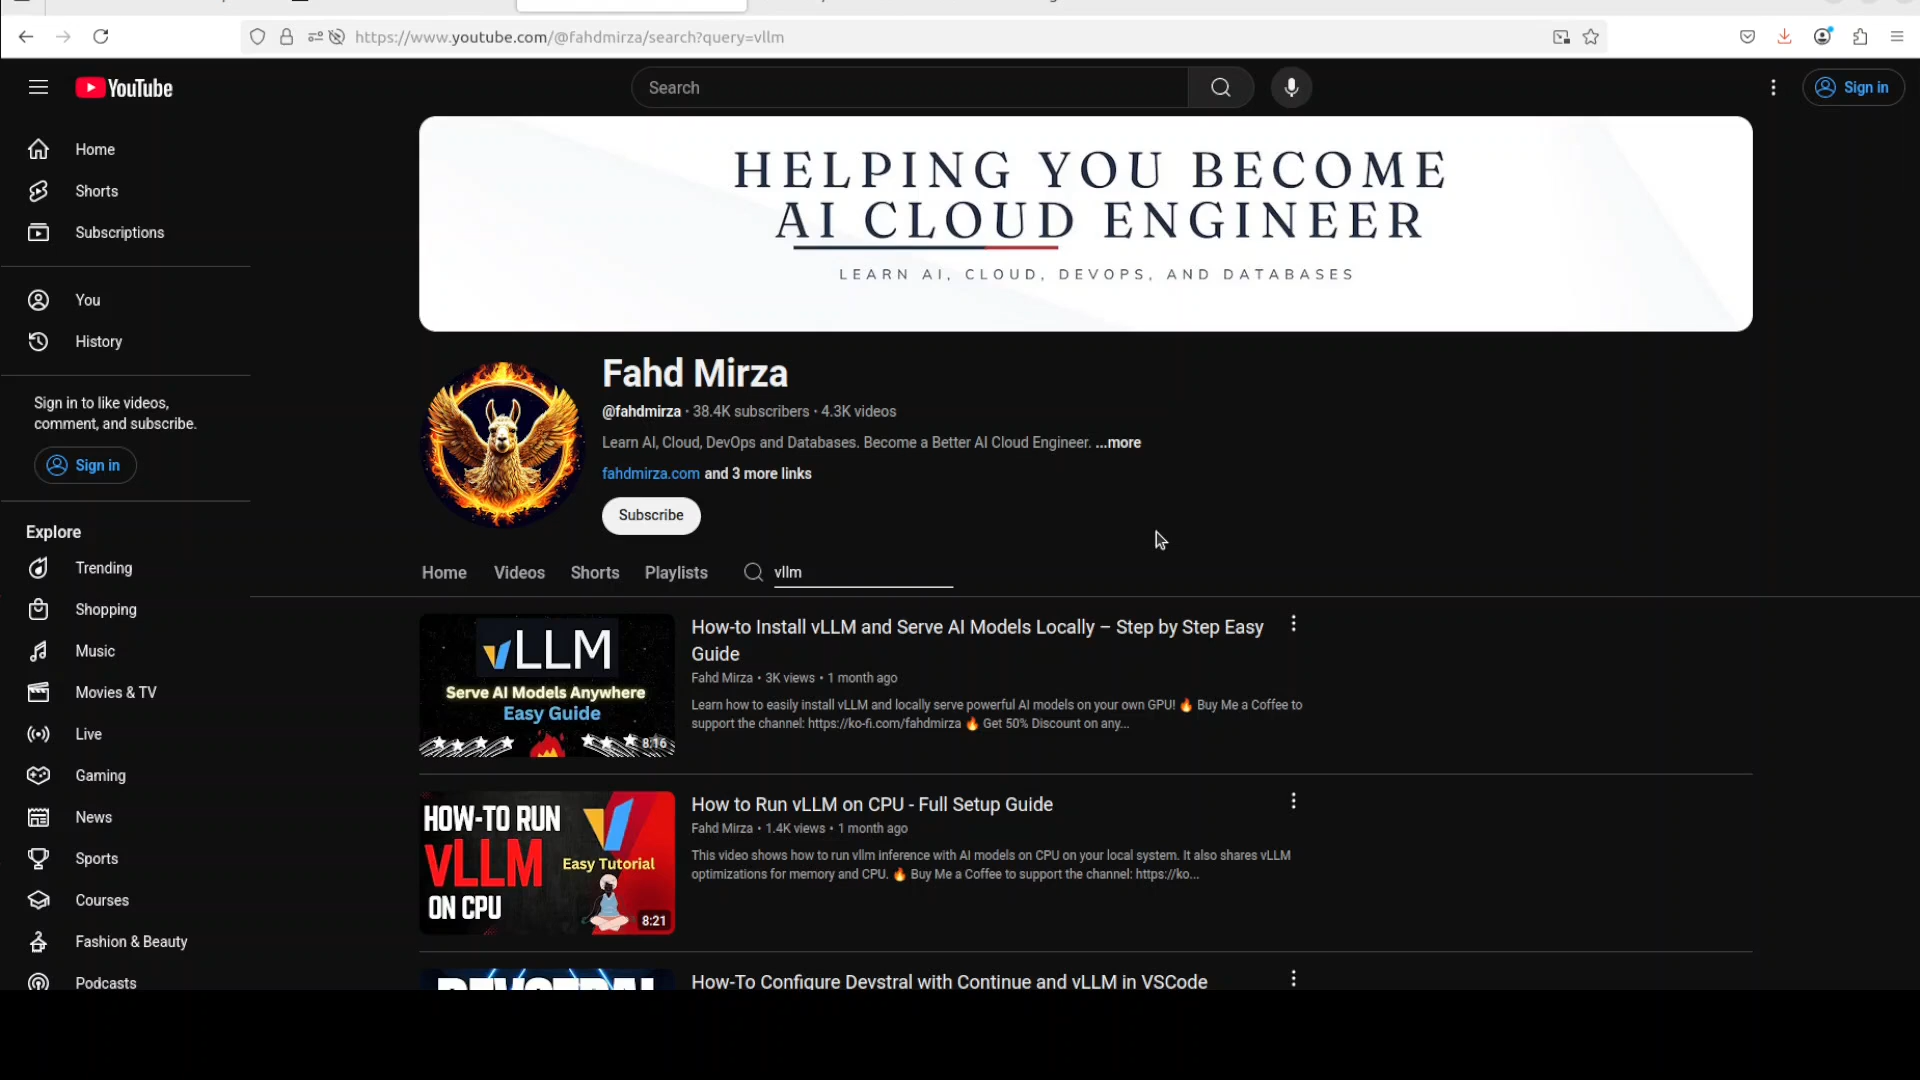 https://www.youtube.com/@fahdmirza/search?query=vllm
YouTube
Search
Sign in
Home
Shorts
Subscriptions
You
History
Sign in to like videos,
comment, and subscribe.
Sign in
Explore
Trending
Shopping
Music
Movies & TV
Live
Gaming
News
Sports
Courses
Fashion & Beauty
Podcasts
HELPING YOU BECOME
AI CLOUD ENGINEER
LEARN AI, CLOUD, DEVOPS, AND DATABASES
Fahd Mirza
@fahdmirza • 38.4K subscribers • 4.3K videos
Learn AI, Cloud, DevOps and Databases. Become a Better AI Cloud Engineer. ...more
fahdmirza.com and 3 more links
Subscribe
Home Videos Shorts Playlists vllm
vLLM
Serve AI Models Anywhere
Easy Guide
8:16
How-to Install vLLM and Serve AI Models Locally – Step by Step Easy
Guide
Fahd Mirza • 3K views • 1 month ago
Learn how to easily install vLLM and locally serve powerful AI models on your own GPU! 🔥 Buy Me a Coffee to
support the channel: https://ko-fi.com/fahdmirza 🔥 Get 50% Discount on any...
HOW-TO RUN
vLLM
Easy Tutorial
ON CPU
8:21
How to Run vLLM on CPU - Full Setup Guide
Fahd Mirza • 1.4K views • 1 month ago
This video shows how to run vllm inference with AI models on CPU on your local system. It also shares vLLM
optimizations for memory and CPU. 🔥 Buy Me a Coffee to support the channel: https://ko...
DEVSTRAL
How-To Configure Devstral with Continue and vLLM in VSCode